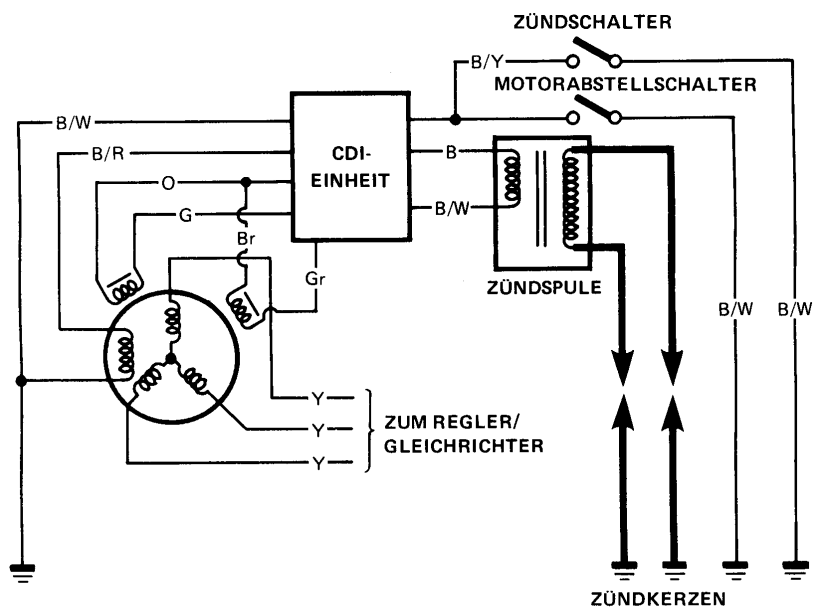 ZÜNDSCHALTER
B/Y
MOTORABSTELLSCHALTER
B/W
CDI-
EINHEIT
B/R
B
O
G
B/W
Br
Gr
ZÜNDSPULE
B/W
B/W
Y
ZUM REGLER/
Y
GLEICHRICHTER
Y
ZÜNDKERZEN